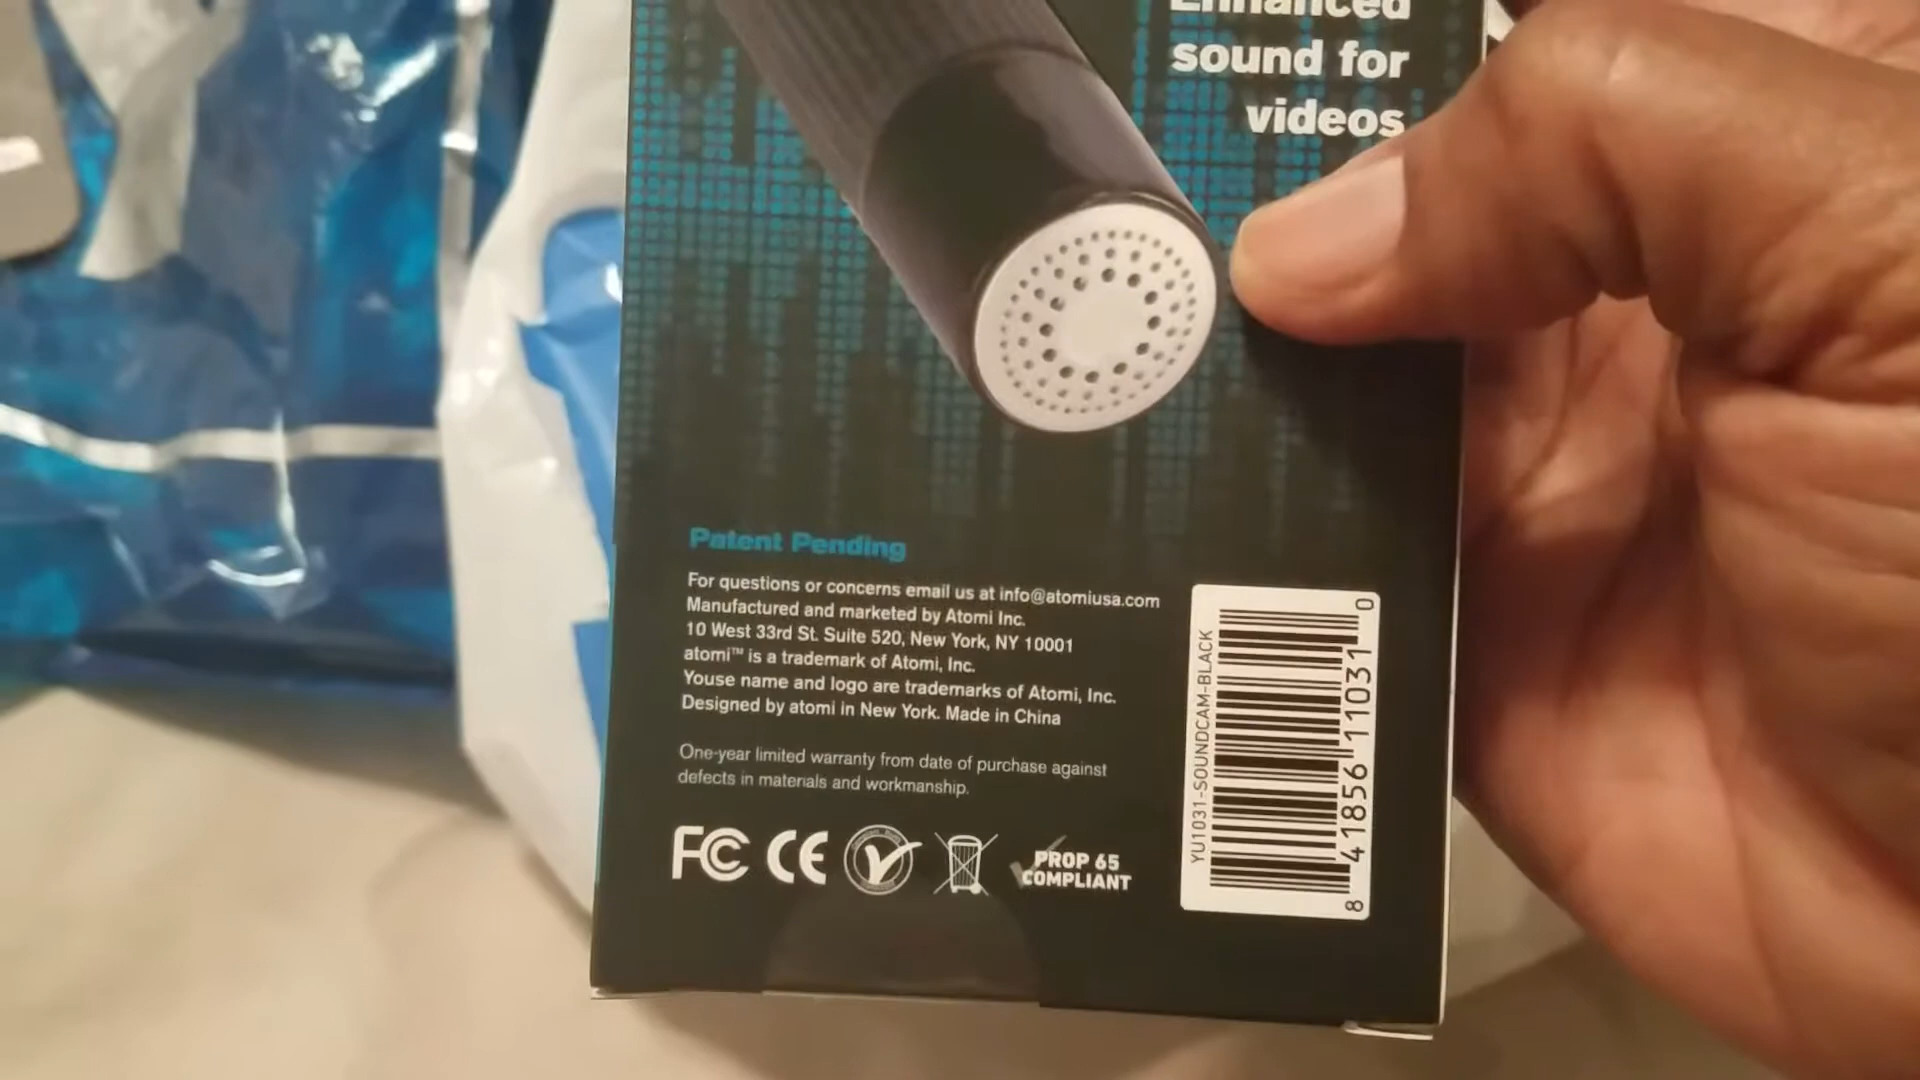 Enhanced
sound for
videos
Patent Pending
For questions or concerns email us at info@atomiusa.com
Manufactured and marketed by Atomi Inc.
10 West 33rd St. Suite 520, New York, NY 10001
atomi™ is a trademark of Atomi, Inc.
Youse name and logo are trademarks of Atomi, Inc.
Designed by atomi in New York. Made in China
One-year limited warranty from date of purchase against
defects in materials and workmanship.
FC CE
PROP 65
COMPLIANT
YU1031-SOUNDCAM-BLACK
8 41856 11031 0